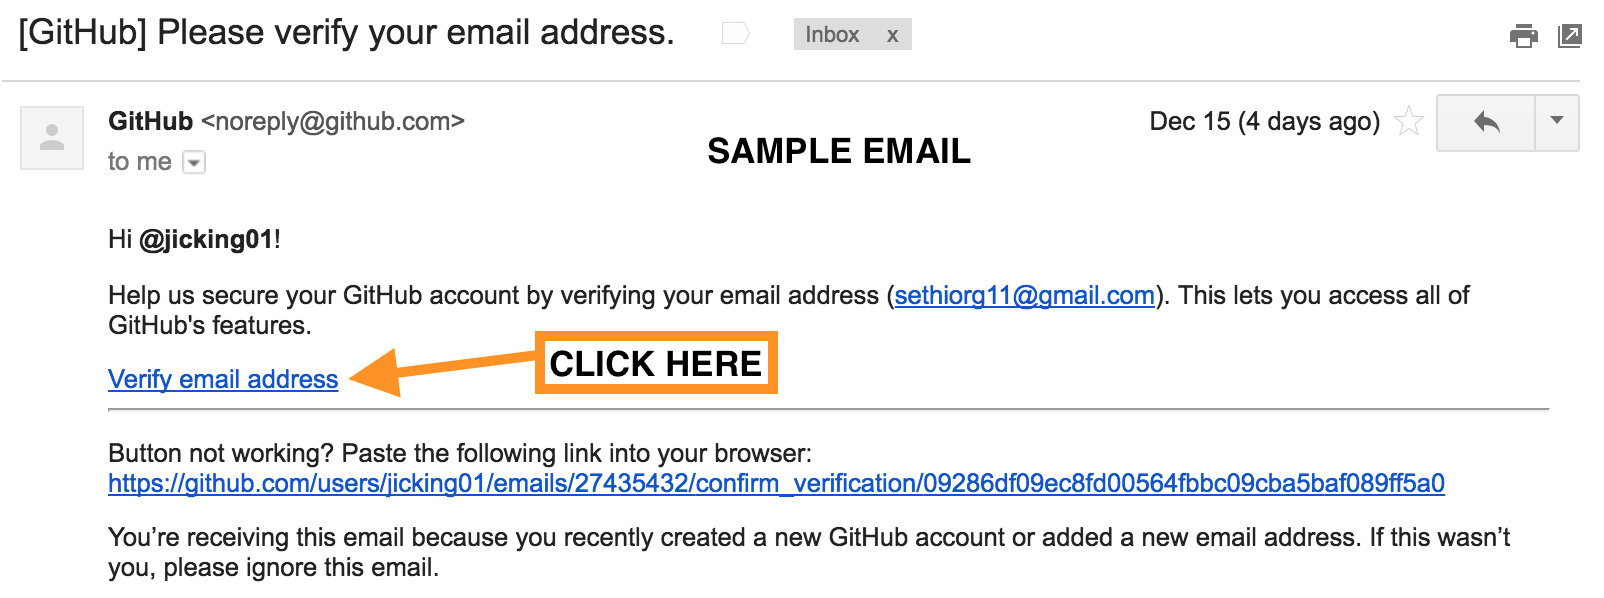 [GitHub] Please verify your email address.
Inbox x
GitHub <noreply@github.com>
Dec 15 (4 days ago)
to me
SAMPLE EMAIL
Hi @jicking01!
Help us secure your GitHub account by verifying your email address (sethiorg11@gmail.com). This lets you access all of
GitHub's features.
CLICK HERE
Verify email address
Button not working? Paste the following link into your browser:
https://github.com/users/jicking01/emails/27435432/confirm_verification/09286df09ec8fd00564fbbc09cba5baf089ff5a0
You’re receiving this email because you recently created a new GitHub account or added a new email address. If this wasn’t
you, please ignore this email.